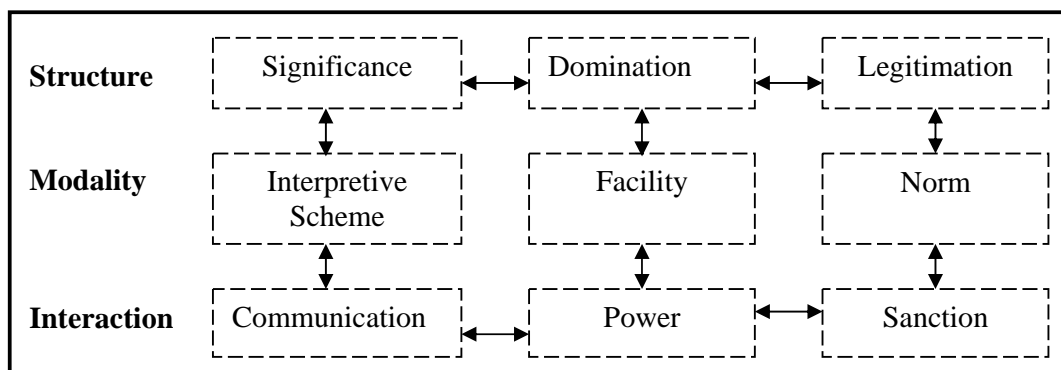 Structure
Significance
Domination
Legitimation
Modality
Interpretive
Scheme
Facility
Norm
Interaction
Communication
Power
Sanction